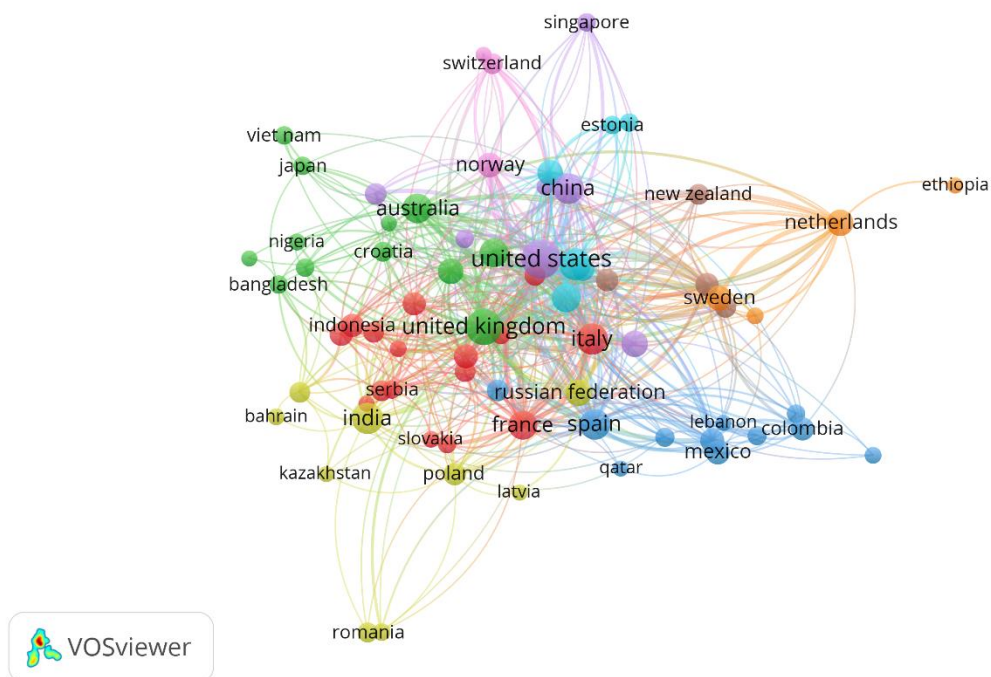 singapore
switzerland
estonia
viet nam
japan
norway
china
new zealand
ethiopia
australia
netherlands
nigeria
croatia
united states
bangladesh
sweden
indonesia
united kingdom
italy
serbia
russian federation
bahrain
india
france
spain
lebanon
colombia
slovakia
mexico
kazakhstan
poland
qatar
latvia
romania
VOSviewer